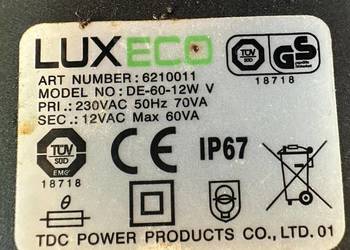 LUXECO
ART NUMBER : 6210011
MODEL NO : DE-60-12W V
PRI. : 230VAC 50Hz 70VA
SEC. : 12VAC Max 60VA
TÜV
SÜD
GS
18718
TÜV
SÜD
EMC
18718
CE
IP67
TDC POWER PRODUCTS CO., LTD. 01